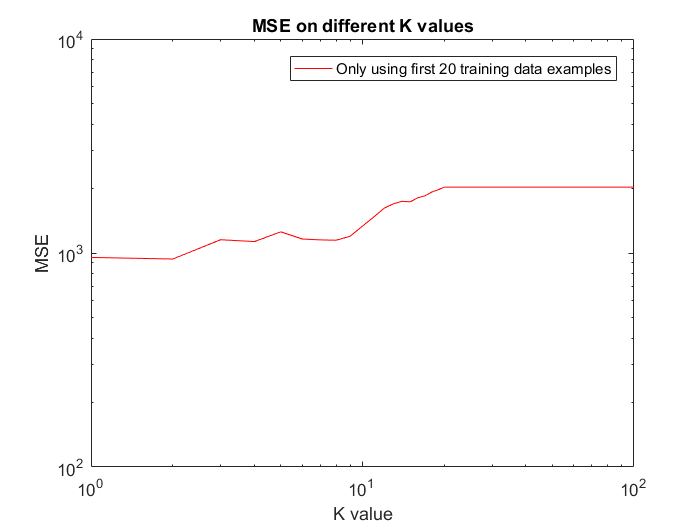 MSE on different K values
Only using first 20 training data examples
10^4
10^3
10^2
MSE
10^0
10^1
10^2
K value